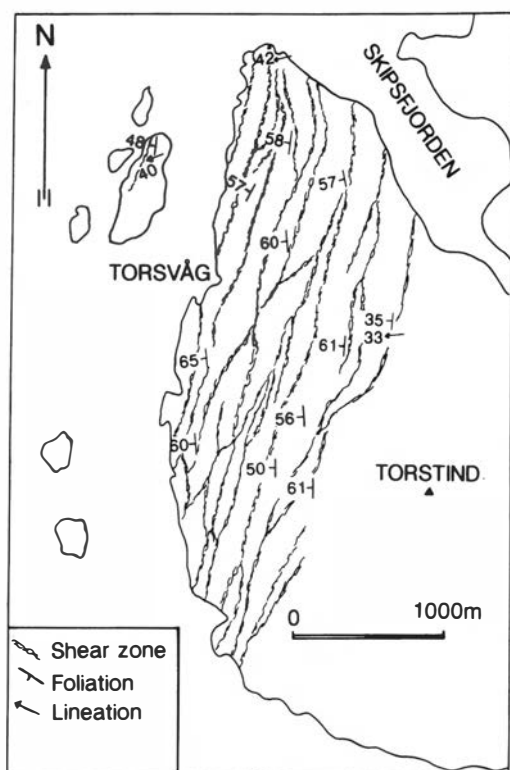 N
SKIPSFJORDEN
42
48
40
58
57
57
60
TORSVÅG
35
33
61
65
56
60
50
61
TORSTIND
0 1000m
Shear zone
Foliation
Lineation